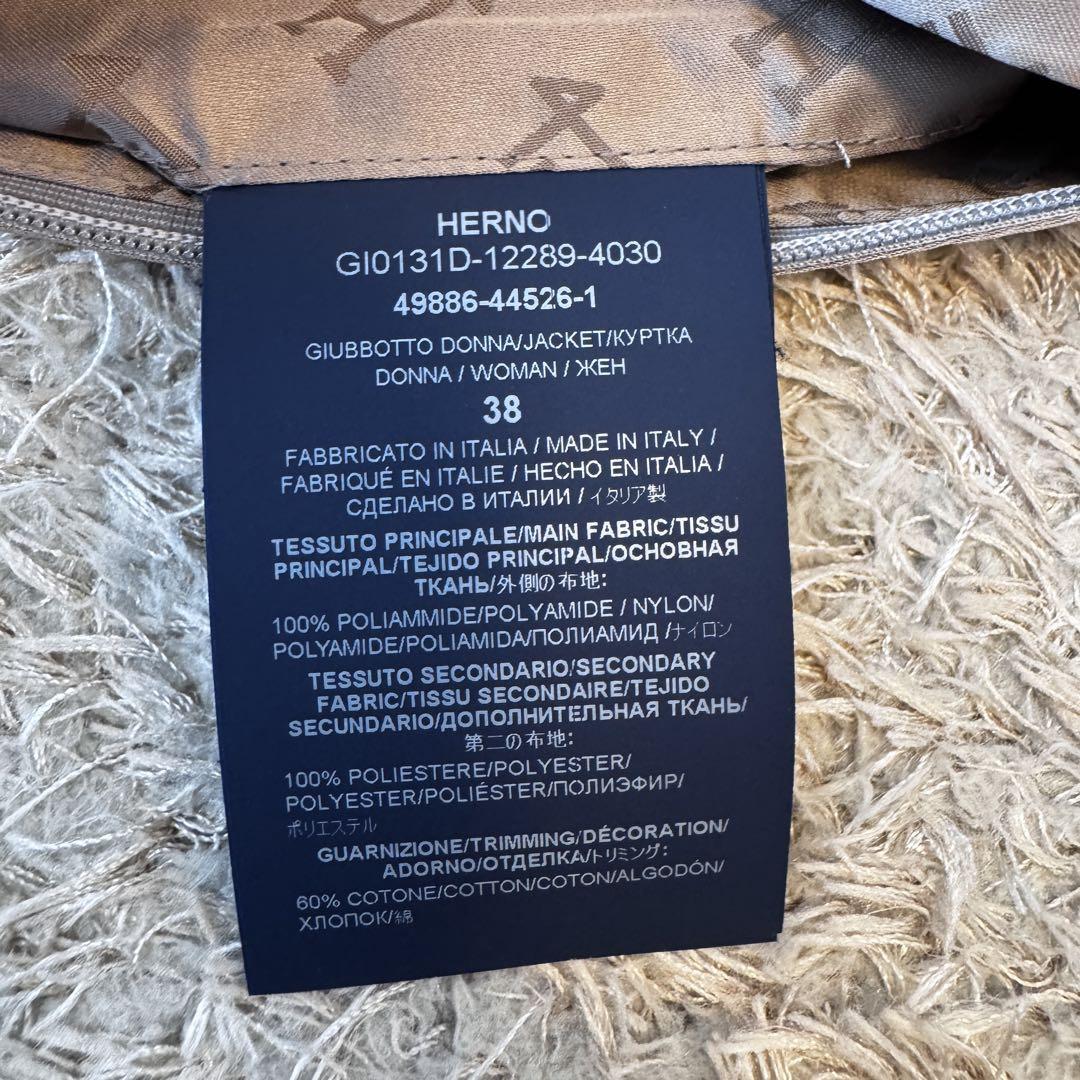 HERNO
GI0131D-12289-4030
49886-44526-1
GIUBBOTTO DONNA/JACKET/КУРТКА
DONNA / WOMAN / ЖЕН
38
FABBRICATO IN ITALIA / MADE IN ITALY /
FABRIQUÉ EN ITALIE / HECHO EN ITALIA /
СДЕЛАНО В ИТАЛИИ / イタリア製
TESSUTO PRINCIPALE/MAIN FABRIC/TISSU
PRINCIPAL/TEJIDO PRINCIPAL/ОСНОВНАЯ
ТКАНЬ/外側の布地:
100% POLIAMMIDE/POLYAMIDE / NYLON/
POLYAMIDE/POLIAMIDA/ПОЛИАМИД /ナイロン
TESSUTO SECONDARIO/SECONDARY
FABRIC/TISSU SECONDAIRE/TEJIDO
SECUNDARIO/ДОПОЛНИТЕЛЬНАЯ ТКАНЬ/
第二の布地:
100% POLIESTERE/POLYESTER/
POLYESTER/POLIÉSTER/ПОЛИЭФИР/
ポリエステル
GUARNIZIONE/TRIMMING/DÉCORATION/
ADORNO/ОТДЕЛКА/トリミング:
60% COTONE/COTTON/COTON/ALGODÓN/
ХЛОПОК/綿